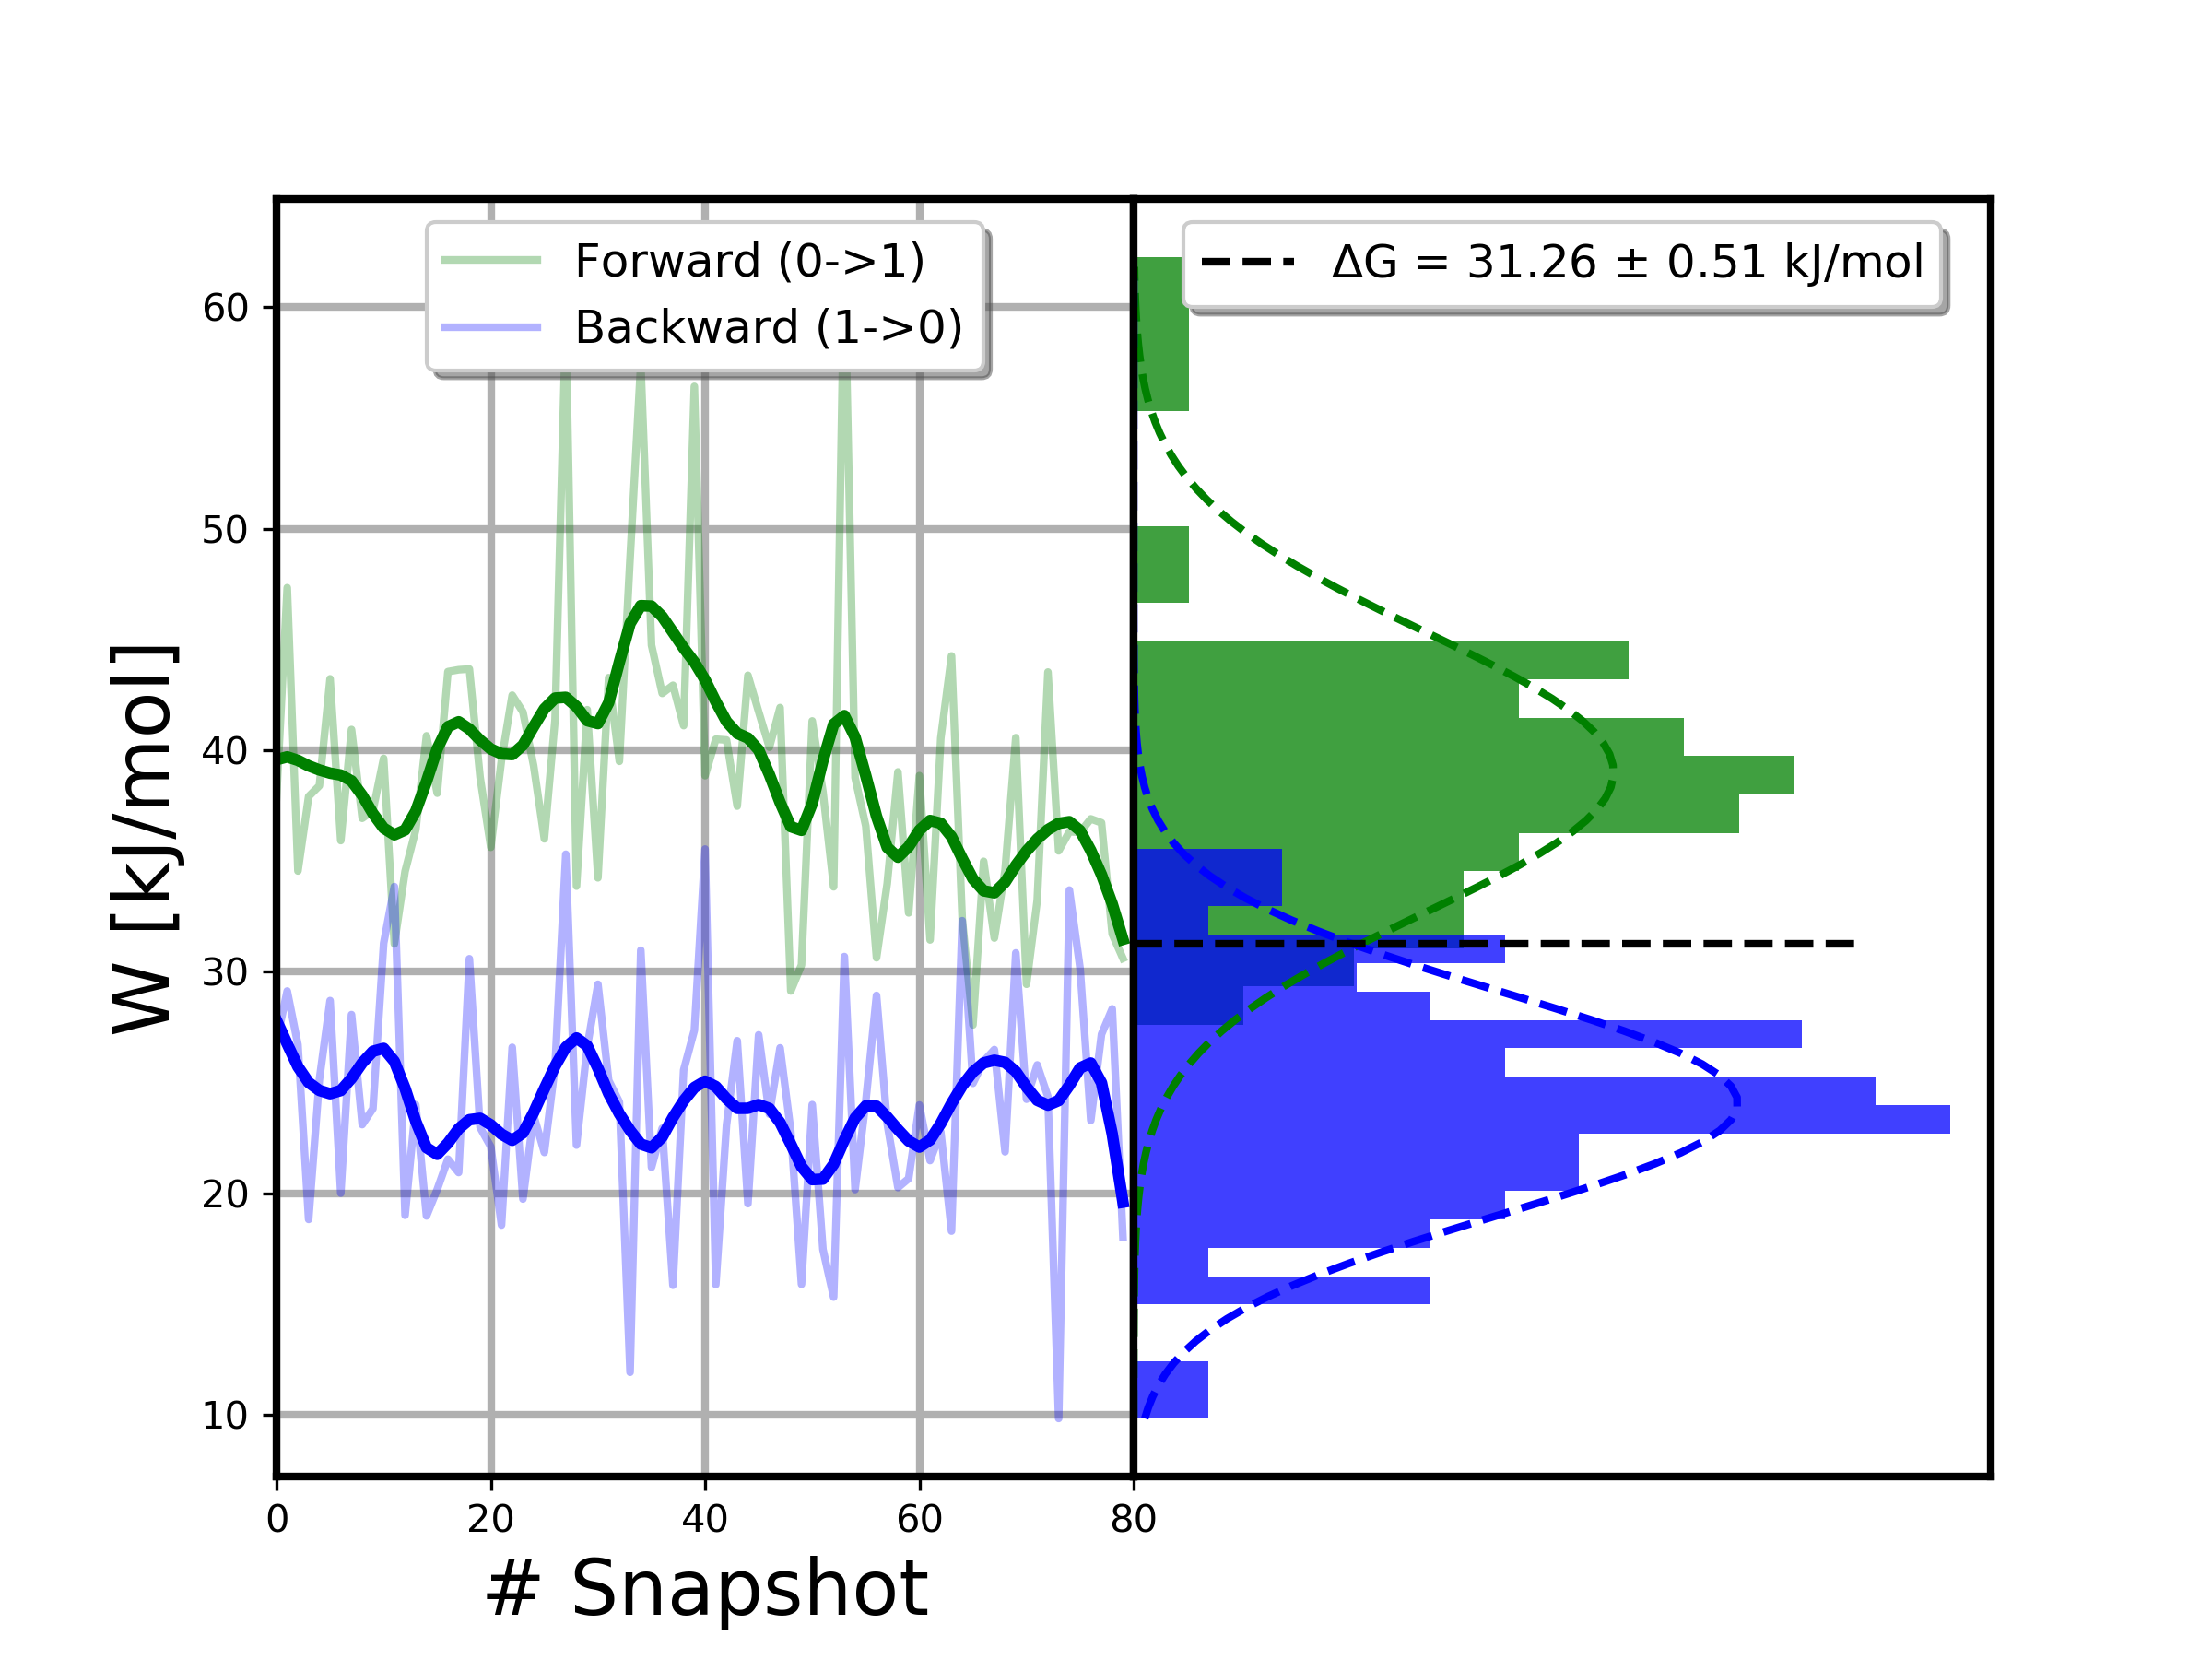 Forward (0->1)
Backward (1->0)
ΔG = 31.26 ± 0.51 kJ/mol
60
50
40
30
20
10
W [kJ/mol]
0 20 40 60 80
# Snapshot